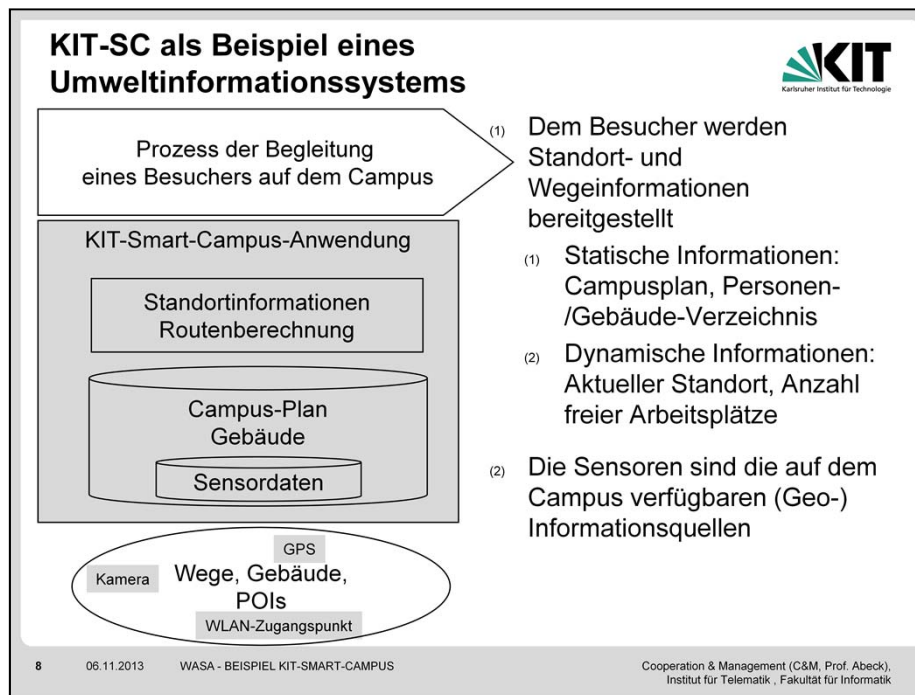 KIT-SC als Beispiel eines
Umweltinformationssystems
KIT
Karlsruher Institut für Technologie
Prozess der Begleitung
eines Besuchers auf dem Campus
KIT-Smart-Campus-Anwendung
Standortinformationen
Routenberechnung
Campus-Plan
Gebäude
Sensordaten
GPS
Kamera
Wege, Gebäude,
POIs
WLAN-Zugangspunkt
(1) Dem Besucher werden
Standort- und
Wegeinformationen
bereitgestellt
(1) Statische Informationen:
Campusplan, Personen-
/Gebäude-Verzeichnis
(2) Dynamische Informationen:
Aktueller Standort, Anzahl
freier Arbeitsplätze
(2) Die Sensoren sind die auf dem
Campus verfügbaren (Geo-)
Informationsquellen
8 06.11.2013 WASA - BEISPIEL KIT-SMART-CAMPUS
Cooperation & Management (C&M, Prof. Abeck),
Institut für Telematik , Fakultät für Informatik